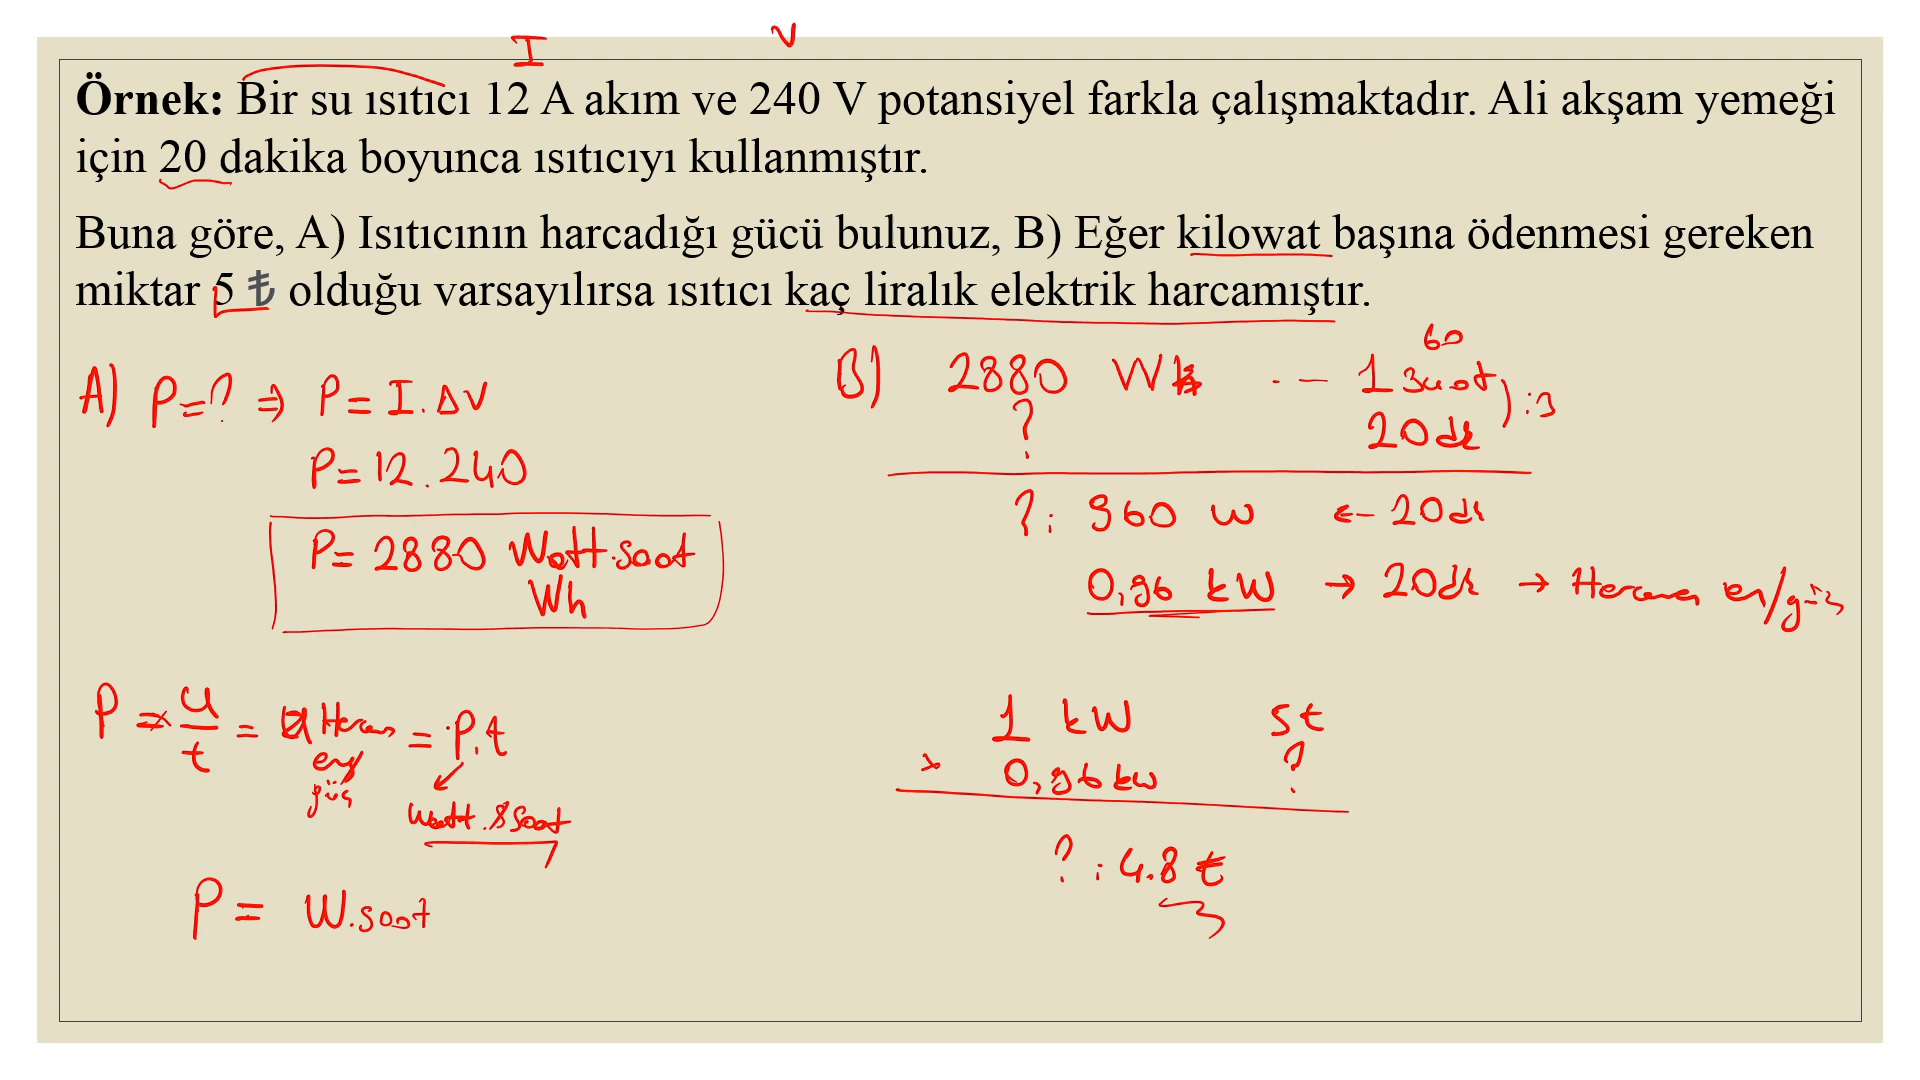 I V
Örnek: Bir su ısıtıcı 12 A akım ve 240 V potansiyel farkla çalışmaktadır. Ali akşam yemeği
için 20 dakika boyunca ısıtıcıyı kullanmıştır.
Buna göre, A) Isıtıcının harcadığı gücü bulunuz, B) Eğer kilowat başına ödenmesi gereken
miktar 5 ₺ olduğu varsayılırsa ısıtıcı kaç liralık elektrik harcamıştır.
A) P=? ⇒ P = I.ΔV
P= 12.240
P= 2880 Watt.saat
Wh
P = u/t = = P.t
Watt. saat
P = W.saat
B) 2880 W -- 1 saat ) :3
60
? 20dk
?: 960 W ← 20dk
0,96 kW → 20dk →
1 kW 5₺
x 0,96 kW ?
?: 4.8 ₺